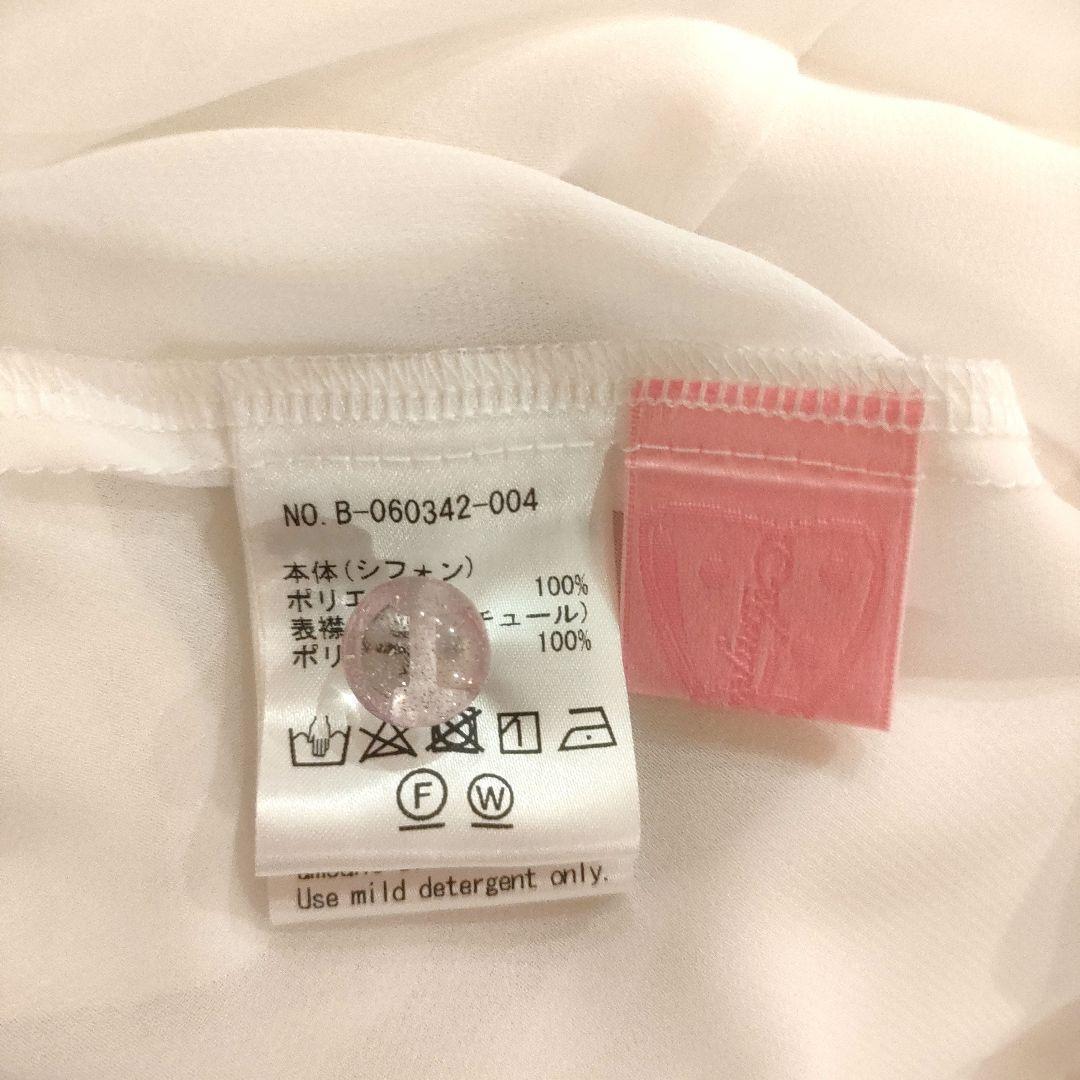 NO. B-060342-004
本体(シフォン)
ポリエ 100%
表襟 チュール)
ポリ 100%
F W
Use mild detergent only.